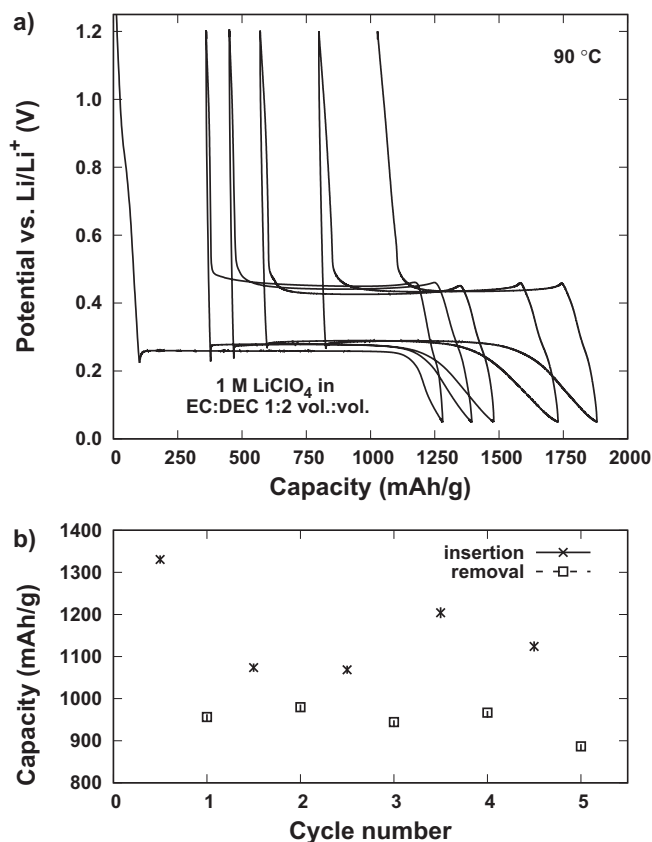 a)
1.2
1.0
0.8
0.6
0.4
0.2
0.0
Potential vs. Li/Li+ (V)
90 °C
1 M LiClO4 in
EC:DEC 1:2 vol.:vol.
0 250 500 750 1000 1250 1500 1750 2000
Capacity (mAh/g)
b)
1400
1300
1200
1100
1000
900
800
Capacity (mAh/g)
insertion
removal
0 1 2 3 4 5
Cycle number